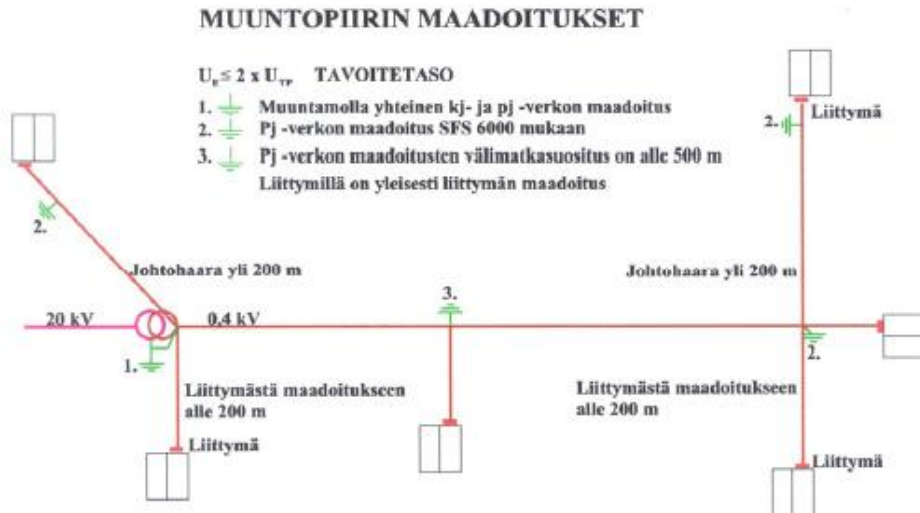 MUUNTOPIIRIN MAADOITUKSET
U_E ≤ 2 x U_TP TAVOITETASO
1. Muuntamolla yhteinen kj- ja pj -verkon maadoitus
2. Pj -verkon maadoitus SFS 6000 mukaan
3. Pj -verkon maadoitusten välimatkasuositus on alle 500 m
Liittymillä on yleisesti liittymän maadoitus
2.
Liittymä
2.
Johtohaara yli 200 m
Johtohaara yli 200 m
3.
20 kV
0,4 kV
1.
2.
Liittymästä maadoitukseen
alle 200 m
Liittymästä maadoitukseen
alle 200 m
Liittymä
Liittymä